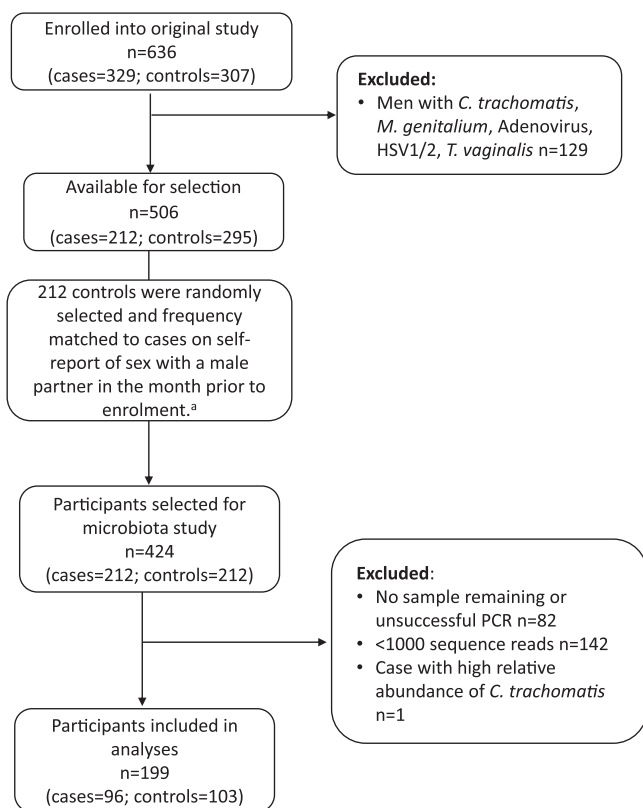 Enrolled into original study
n=636
(cases=329; controls=307)
Excluded:
• Men with C. trachomatis,
M. genitalium, Adenovirus,
HSV1/2, T. vaginalis n=129
Available for selection
n=506
(cases=212; controls=295)
212 controls were randomly
selected and frequency
matched to cases on self-
report of sex with a male
partner in the month prior to
enrolment.a
Participants selected for
microbiota study
n=424
(cases=212; controls=212)
Excluded:
• No sample remaining or
unsuccessful PCR n=82
• <1000 sequence reads n=142
• Case with high relative
abundance of C. trachomatis
n=1
Participants included in
analyses
n=199
(cases=96; controls=103)